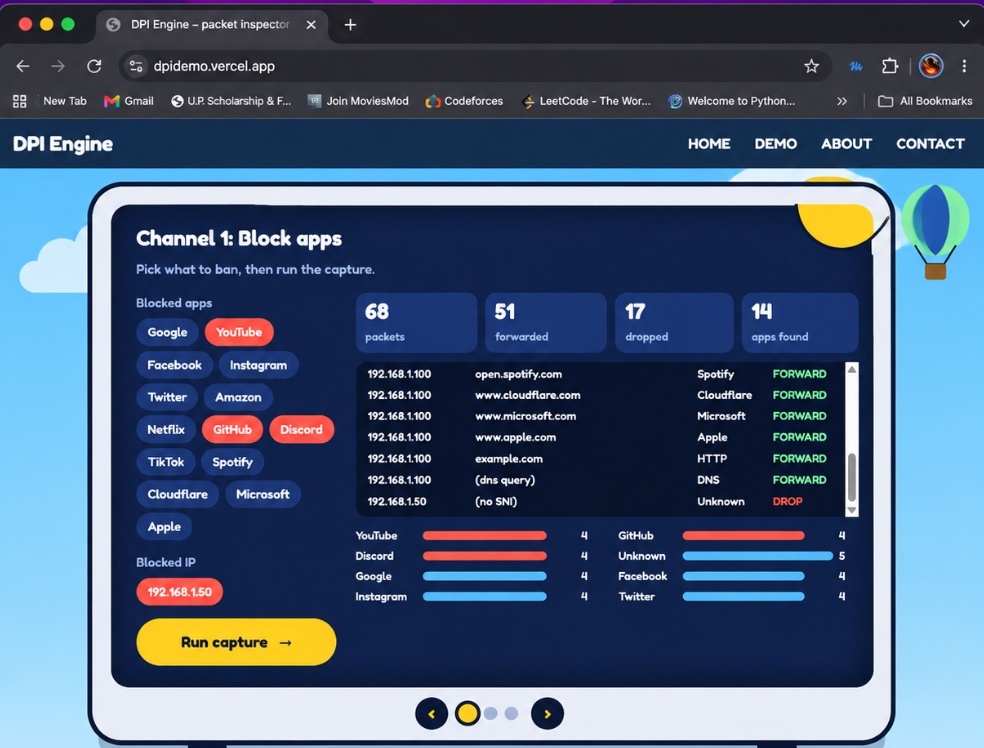 DPI Engine – packet inspector
dpidemo.vercel.app
New Tab
Gmail
U.P. Scholarship & F...
Join MoviesMod
Codeforces
LeetCode - The Wor...
Welcome to Python...
All Bookmarks
DPI Engine
HOME DEMO ABOUT CONTACT
Channel 1: Block apps
Pick what to ban, then run the capture.
Blocked apps
Google YouTube
Facebook Instagram
Twitter Amazon
Netflix GitHub Discord
TikTok Spotify
Cloudflare Microsoft
Apple
Blocked IP
192.168.1.50
Run capture →
68 packets
51 forwarded
17 dropped
14 apps found
192.168.1.100 open.spotify.com Spotify FORWARD
192.168.1.100 www.cloudflare.com Cloudflare FORWARD
192.168.1.100 www.microsoft.com Microsoft FORWARD
192.168.1.100 www.apple.com Apple FORWARD
192.168.1.100 example.com HTTP FORWARD
192.168.1.100 (dns query) DNS FORWARD
192.168.1.50 (no SNI) Unknown DROP
YouTube 4 GitHub 4
Discord 4 Unknown 5
Google 4 Facebook 4
Instagram 4 Twitter 4